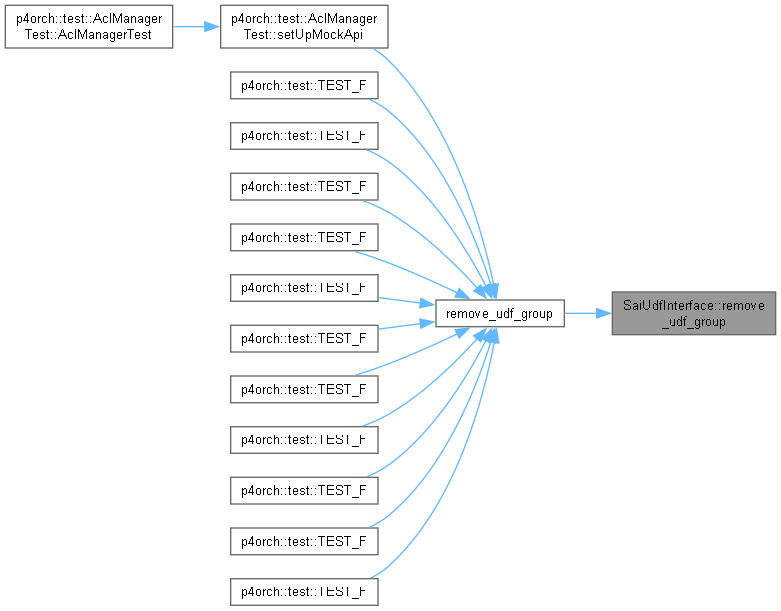 p4orch::test::AclManager
Test::AclManagerTest
p4orch::test::AclManager
Test::setUpMockApi
p4orch::test::TEST_F
p4orch::test::TEST_F
p4orch::test::TEST_F
p4orch::test::TEST_F
p4orch::test::TEST_F
p4orch::test::TEST_F
p4orch::test::TEST_F
p4orch::test::TEST_F
p4orch::test::TEST_F
p4orch::test::TEST_F
p4orch::test::TEST_F
remove_udf_group
SaiUdfInterface::remove
_udf_group